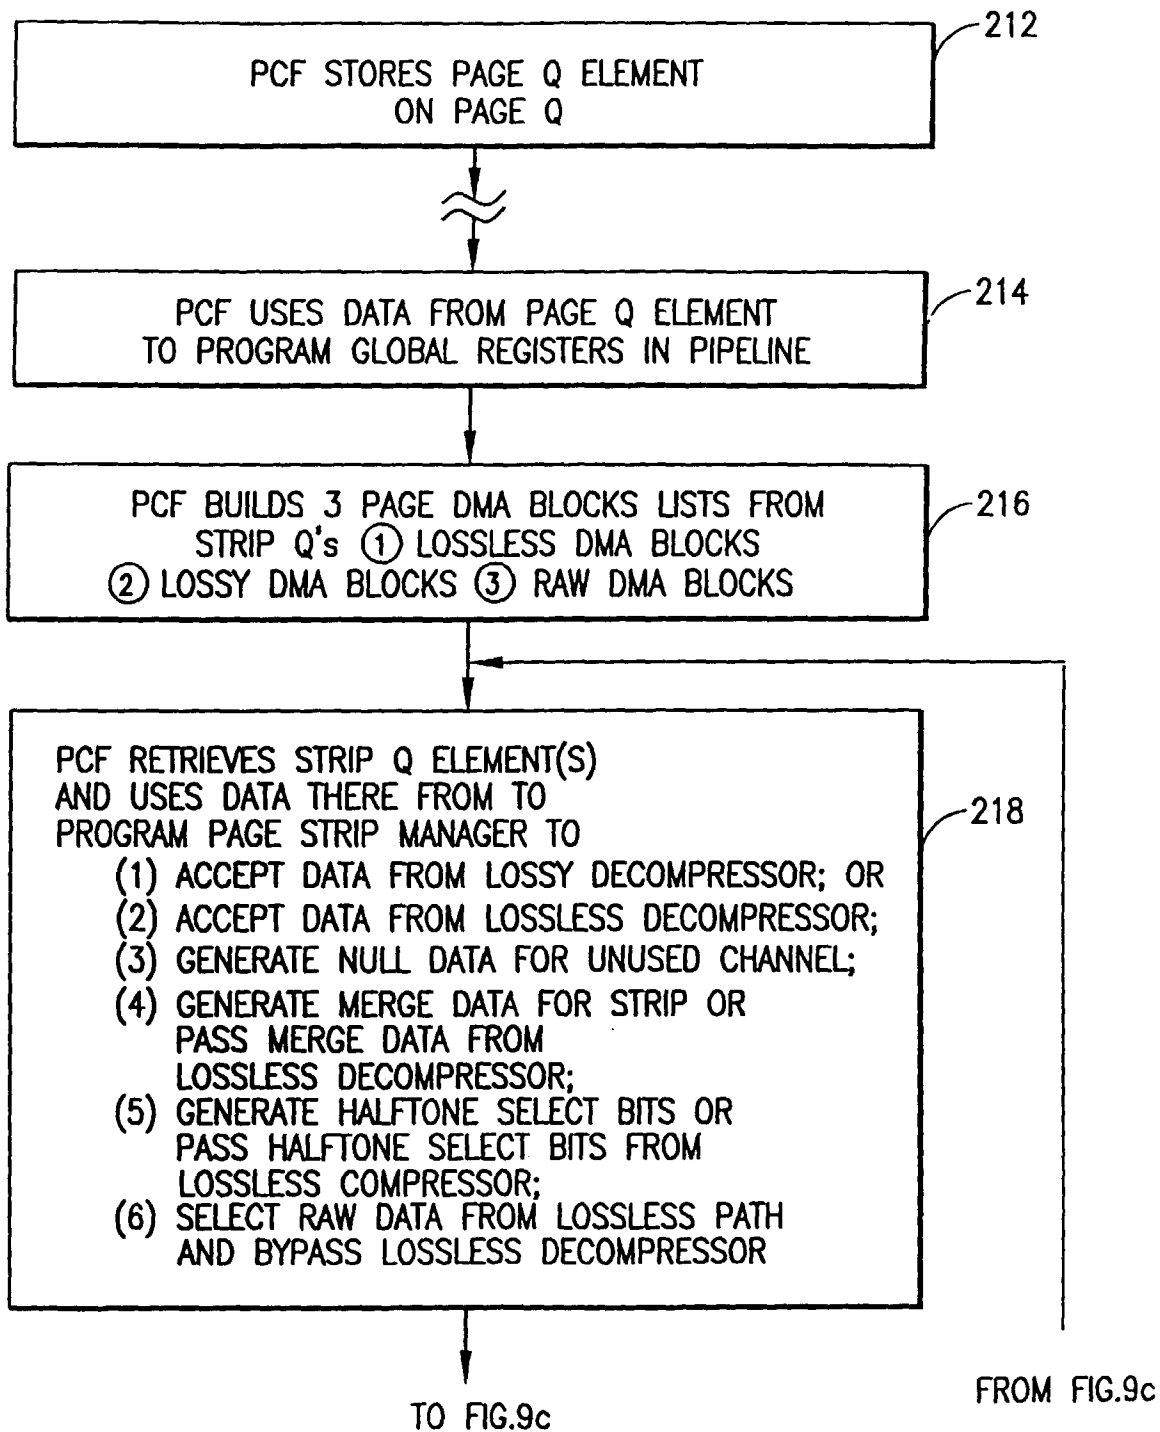 212
PCF STORES PAGE Q ELEMENT
ON PAGE Q
214
PCF USES DATA FROM PAGE Q ELEMENT
TO PROGRAM GLOBAL REGISTERS IN PIPELINE
216
PCF BUILDS 3 PAGE DMA BLOCKS LISTS FROM
STRIP Q's ① LOSSLESS DMA BLOCKS
② LOSSY DMA BLOCKS ③ RAW DMA BLOCKS
218
PCF RETRIEVES STRIP Q ELEMENT(S)
AND USES DATA THERE FROM TO
PROGRAM PAGE STRIP MANAGER TO
(1) ACCEPT DATA FROM LOSSY DECOMPRESSOR; OR
(2) ACCEPT DATA FROM LOSSLESS DECOMPRESSOR;
(3) GENERATE NULL DATA FOR UNUSED CHANNEL;
(4) GENERATE MERGE DATA FOR STRIP OR
PASS MERGE DATA FROM
LOSSLESS DECOMPRESSOR;
(5) GENERATE HALFTONE SELECT BITS OR
PASS HALFTONE SELECT BITS FROM
LOSSLESS COMPRESSOR;
(6) SELECT RAW DATA FROM LOSSLESS PATH
AND BYPASS LOSSLESS DECOMPRESSOR
FROM FIG.9c
TO FIG.9c